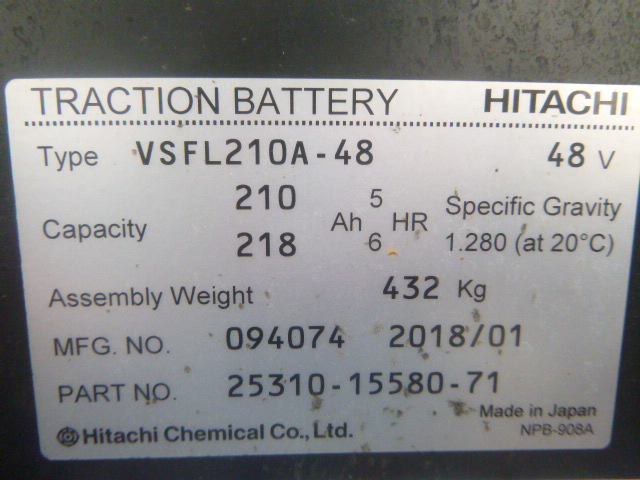 TRACTION BATTERY HITACHI
Type VSFL210A-48 48 V
Capacity 210 Ah 5 HR Specific Gravity
218 6 1.280 (at 20°C)
Assembly Weight 432 Kg
MFG. NO. 094074 2018/01
PART NO. 25310-15580-71
Made in Japan
Hitachi Chemical Co., Ltd. NPB-908A